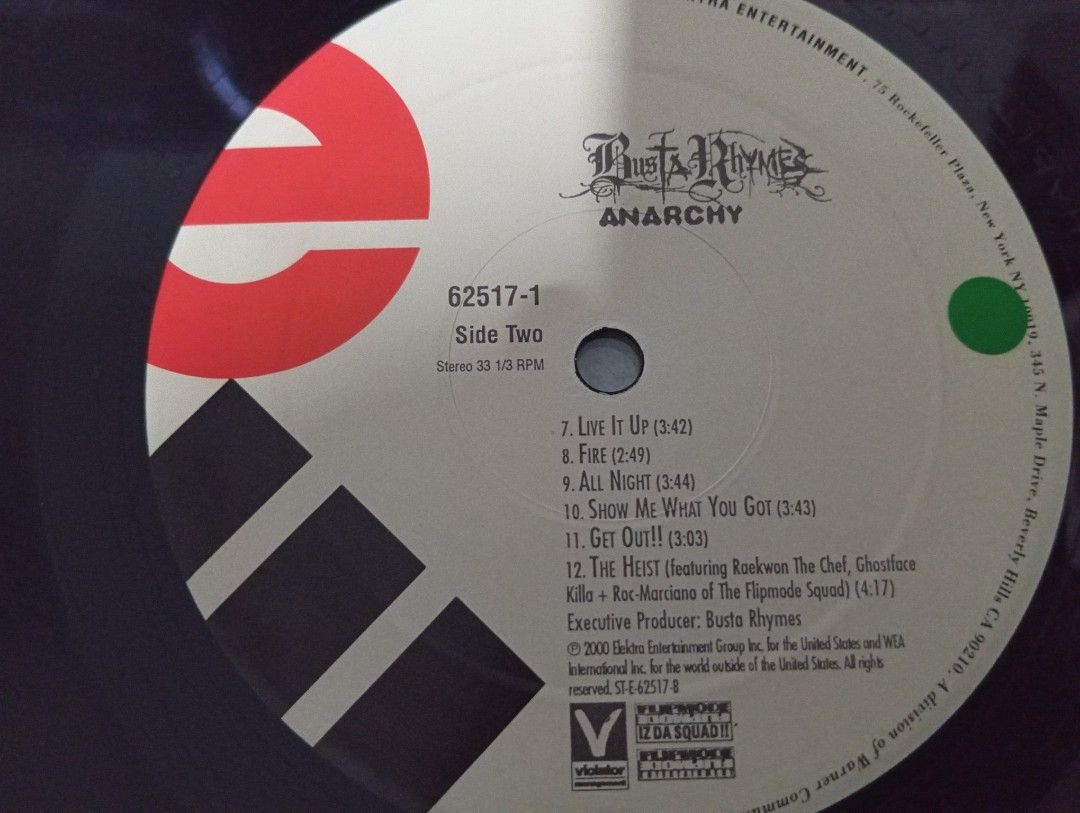 TRA ENTERTAINMENT, 75 Rockefeller Plaza, New York NY 10019. 345 N. Maple Drive, Beverly Hills CA 90210. A division of Warner Commu
BUSTA RHYMES
ANARCHY
62517-1
Side Two
Stereo 33 1/3 RPM
7. LIVE IT UP (3:42)
8. FIRE (2:49)
9. ALL NIGHT (3:44)
10. SHOW ME WHAT YOU GOT (3:43)
11. GET OUT!! (3:03)
12. THE HEIST (featuring Raekwon The Chef, Ghostface
Killa + Roc-Marciano of The Flipmode Squad) (4:17)
Executive Producer: Busta Rhymes
℗ 2000 Elektra Entertainment Group Inc. for the United States and WEA
International Inc. for the world outside of the United States. All rights
reserved. ST-E-62517-B
violator
management
FLIPMODE
IZ DA SQUAD!!
FLIPMODE
ENTERTAINMENT